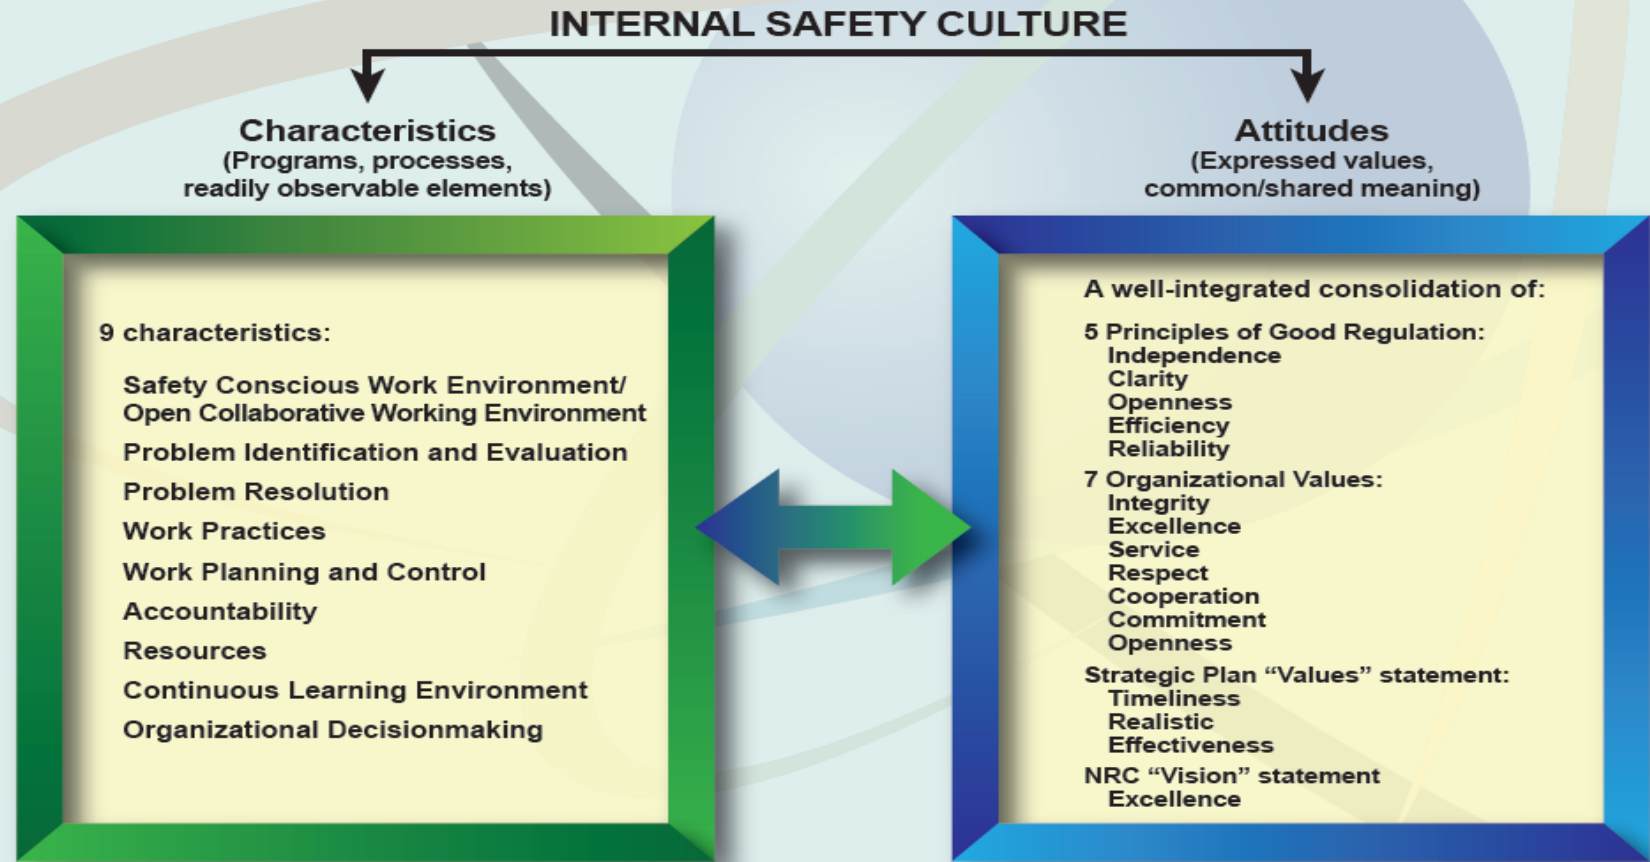 INTERNAL SAFETY CULTURE
Characteristics
(Programs, processes,
readily observable elements)
9 characteristics:
Safety Conscious Work Environment/
Open Collaborative Working Environment
Problem Identification and Evaluation
Problem Resolution
Work Practices
Work Planning and Control
Accountability
Resources
Continuous Learning Environment
Organizational Decisionmaking
Attitudes
(Expressed values,
common/shared meaning)
A well-integrated consolidation of:
5 Principles of Good Regulation:
Independence
Clarity
Openness
Efficiency
Reliability
7 Organizational Values:
Integrity
Excellence
Service
Respect
Cooperation
Commitment
Openness
Strategic Plan “Values” statement:
Timeliness
Realistic
Effectiveness
NRC “Vision” statement
Excellence